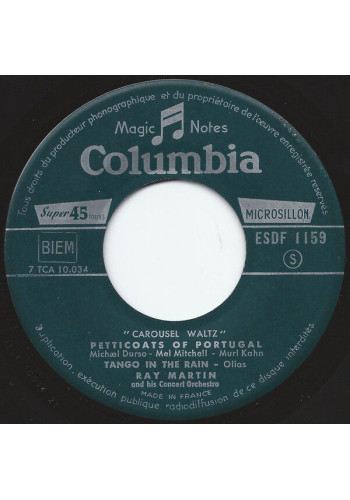 Tous droits du producteur phonographique et du propriétaire de l'oeuvre enregistrée réservés
Magic Notes
Columbia
Super 45 tours
MICROSILLON
BIEM
ESDF 1159
S
7 TCA 10.034
"CAROUSEL WALTZ"
PETTICOATS OF PORTUGAL
Michael Durso - Mel Mitchell - Murl Kahn
TANGO IN THE RAIN - Olias
RAY MARTIN
and his Concert Orchestra
MADE IN FRANCE
Duplication, exécution publique radiodiffusion de ce disque